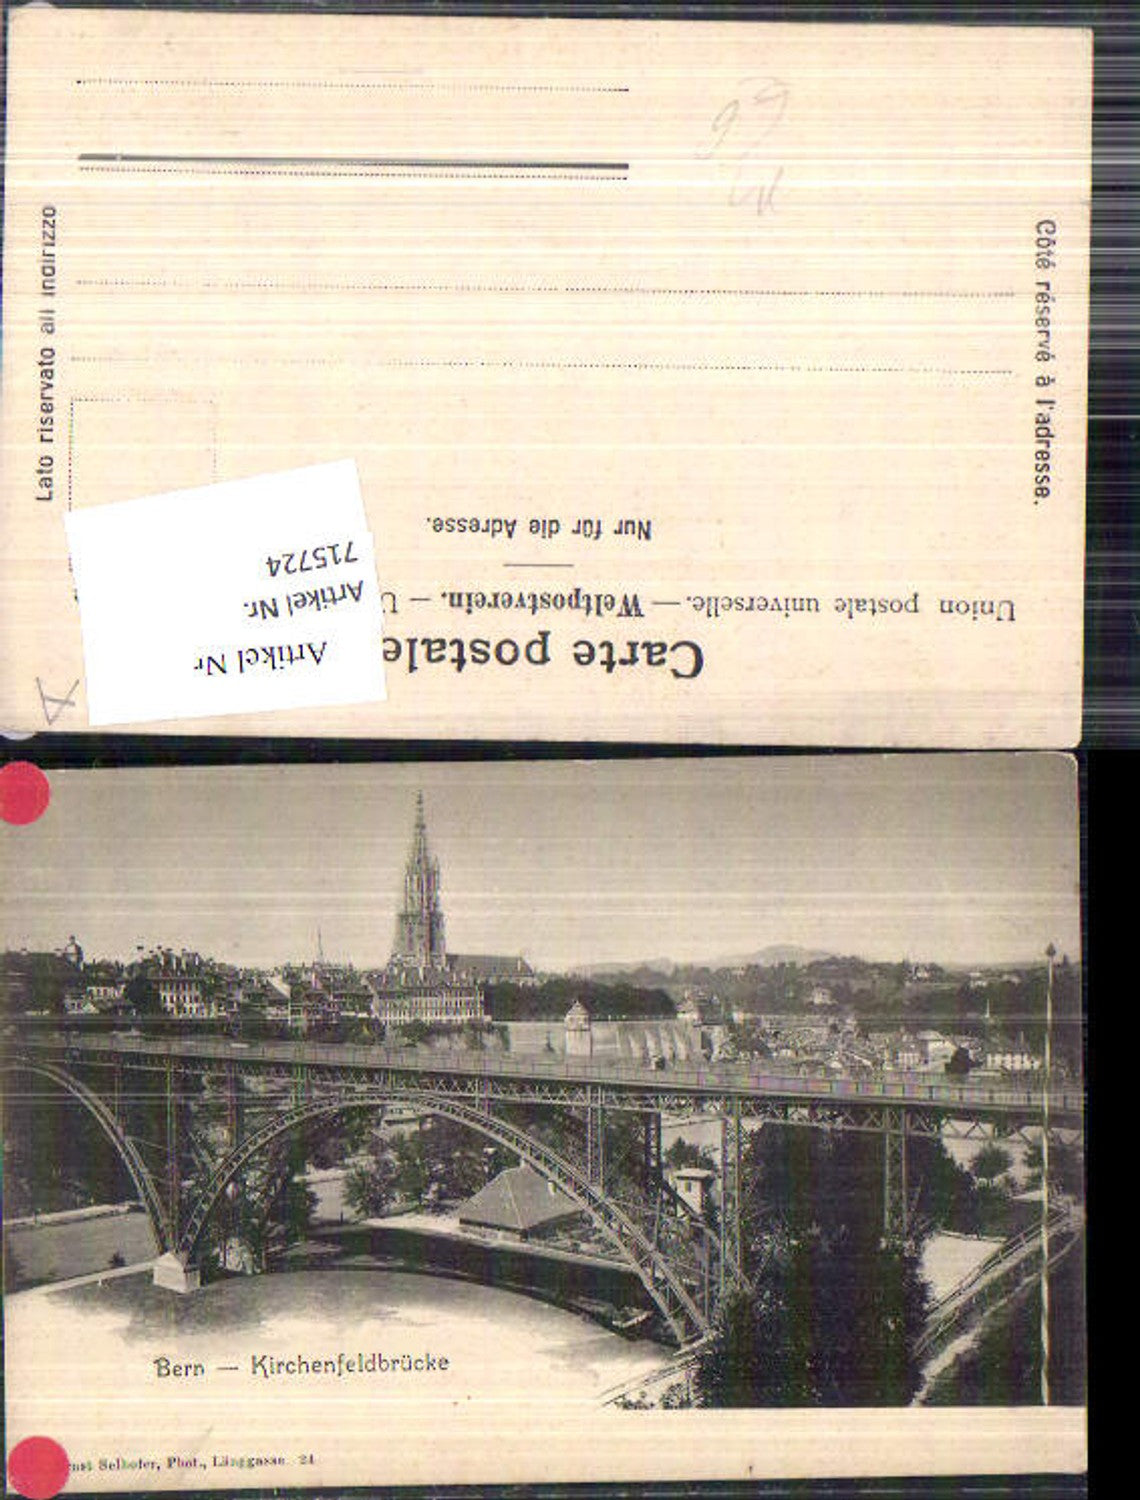 Carte postale
Union postale universelle. — Weltpostverein. —
Nur für die Adresse.
Côté réservé à l'adresse.
Lato riservato all indirizzo
Artikel Nr
Artikel Nr.
715724
Bern — Kirchenfeldbrücke
Selhofer, Phot., Länggasse 24